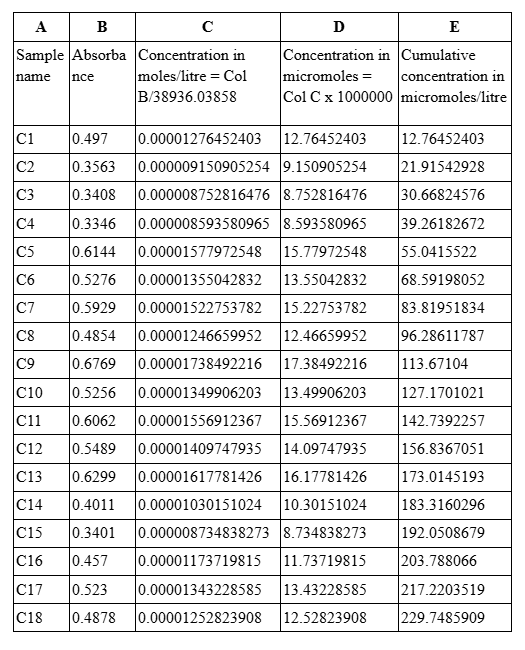 A B C D E
Sample name Absorba nce Concentration in moles/litre = Col B/38936.03858 Concentration in micromoles = Col C x 1000000 Cumulative concentration in micromoles/litre
C1 0.497 0.00001276452403 12.76452403 12.76452403
C2 0.3563 0.000009150905254 9.150905254 21.91542928
C3 0.3408 0.000008752816476 8.752816476 30.66824576
C4 0.3346 0.000008593580965 8.593580965 39.26182672
C5 0.6144 0.00001577972548 15.77972548 55.0415522
C6 0.5276 0.00001355042832 13.55042832 68.59198052
C7 0.5929 0.00001522753782 15.22753782 83.81951834
C8 0.4854 0.00001246659952 12.46659952 96.28611787
C9 0.6769 0.00001738492216 17.38492216 113.67104
C10 0.5256 0.00001349906203 13.49906203 127.1701021
C11 0.6062 0.00001556912367 15.56912367 142.7392257
C12 0.5489 0.00001409747935 14.09747935 156.8367051
C13 0.6299 0.00001617781426 16.17781426 173.0145193
C14 0.4011 0.00001030151024 10.30151024 183.3160296
C15 0.3401 0.000008734838273 8.734838273 192.0508679
C16 0.457 0.00001173719815 11.73719815 203.788066
C17 0.523 0.00001343228585 13.43228585 217.2203519
C18 0.4878 0.00001252823908 12.52823908 229.7485909